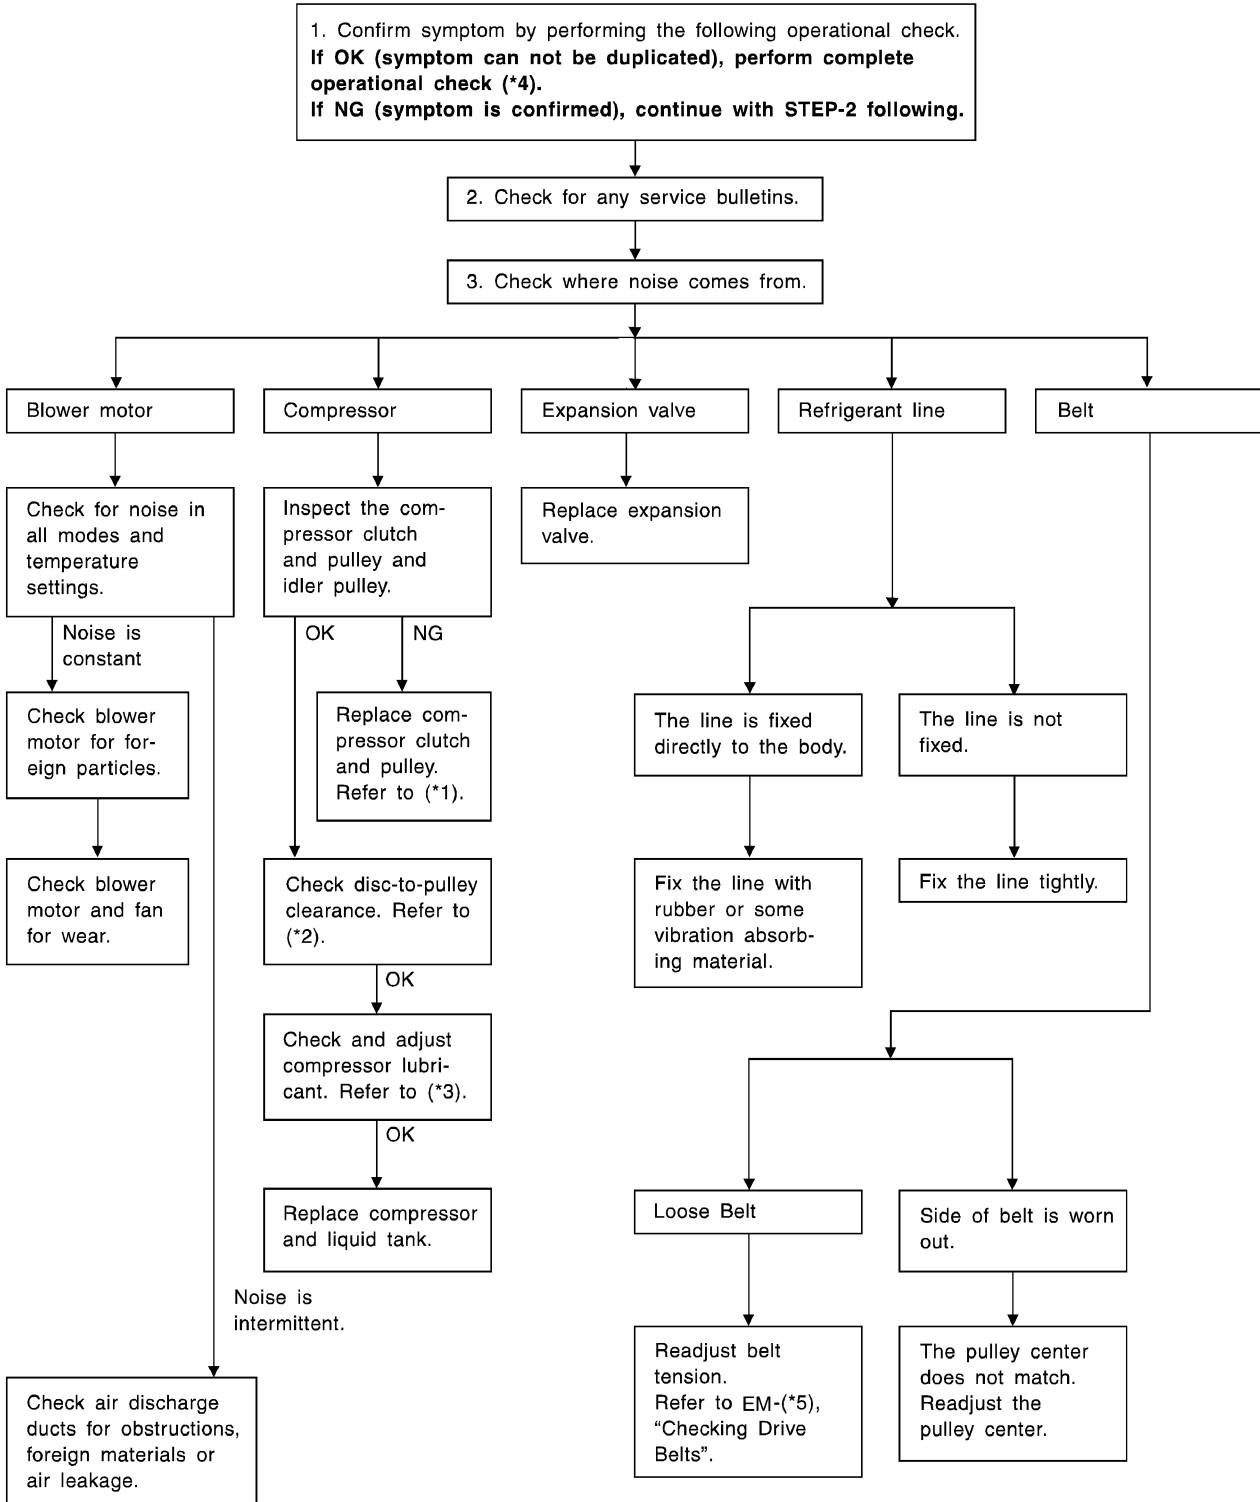 1. Confirm symptom by performing the following operational check.
If OK (symptom can not be duplicated), perform complete
operational check (*4).
If NG (symptom is confirmed), continue with STEP-2 following.
2. Check for any service bulletins.
3. Check where noise comes from.
Blower motor
Compressor
Expansion valve
Refrigerant line
Belt
Check for noise in
all modes and
temperature
settings.
Inspect the com-
pressor clutch
and pulley and
idler pulley.
Replace expansion
valve.
Noise is
constant
OK
NG
Check blower
motor for for-
eign particles.
Replace com-
pressor clutch
and pulley.
Refer to (*1).
The line is fixed
directly to the body.
The line is not
fixed.
Check blower
motor and fan
for wear.
Check disc-to-pulley
clearance. Refer to
(*2).
Fix the line with
rubber or some
vibration absorb-
ing material.
Fix the line tightly.
OK
Check and adjust
compressor lubri-
cant. Refer to (*3).
OK
Replace compressor
and liquid tank.
Loose Belt
Side of belt is worn
out.
Noise is
intermittent.
Readjust belt
tension.
Refer to EM-(*5),
“Checking Drive
Belts”.
The pulley center
does not match.
Readjust the
pulley center.
Check air discharge
ducts for obstructions,
foreign materials or
air leakage.